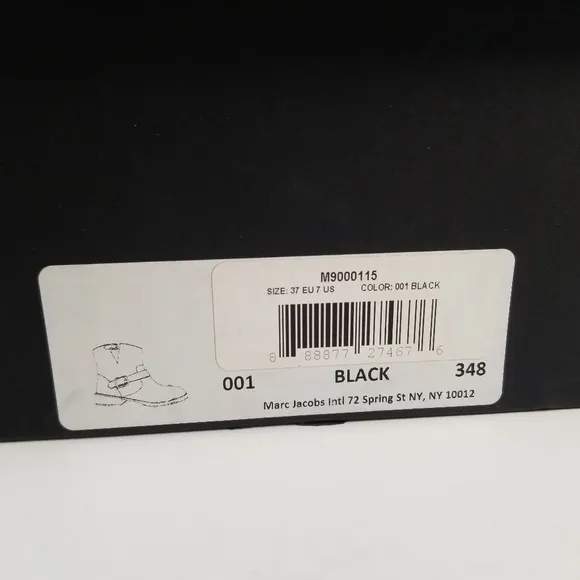 M9000115
SIZE: 37 EU 7 US COLOR: 001 BLACK
8 88877 27467 6
001 BLACK 348
Marc Jacobs Intl 72 Spring St NY, NY 10012